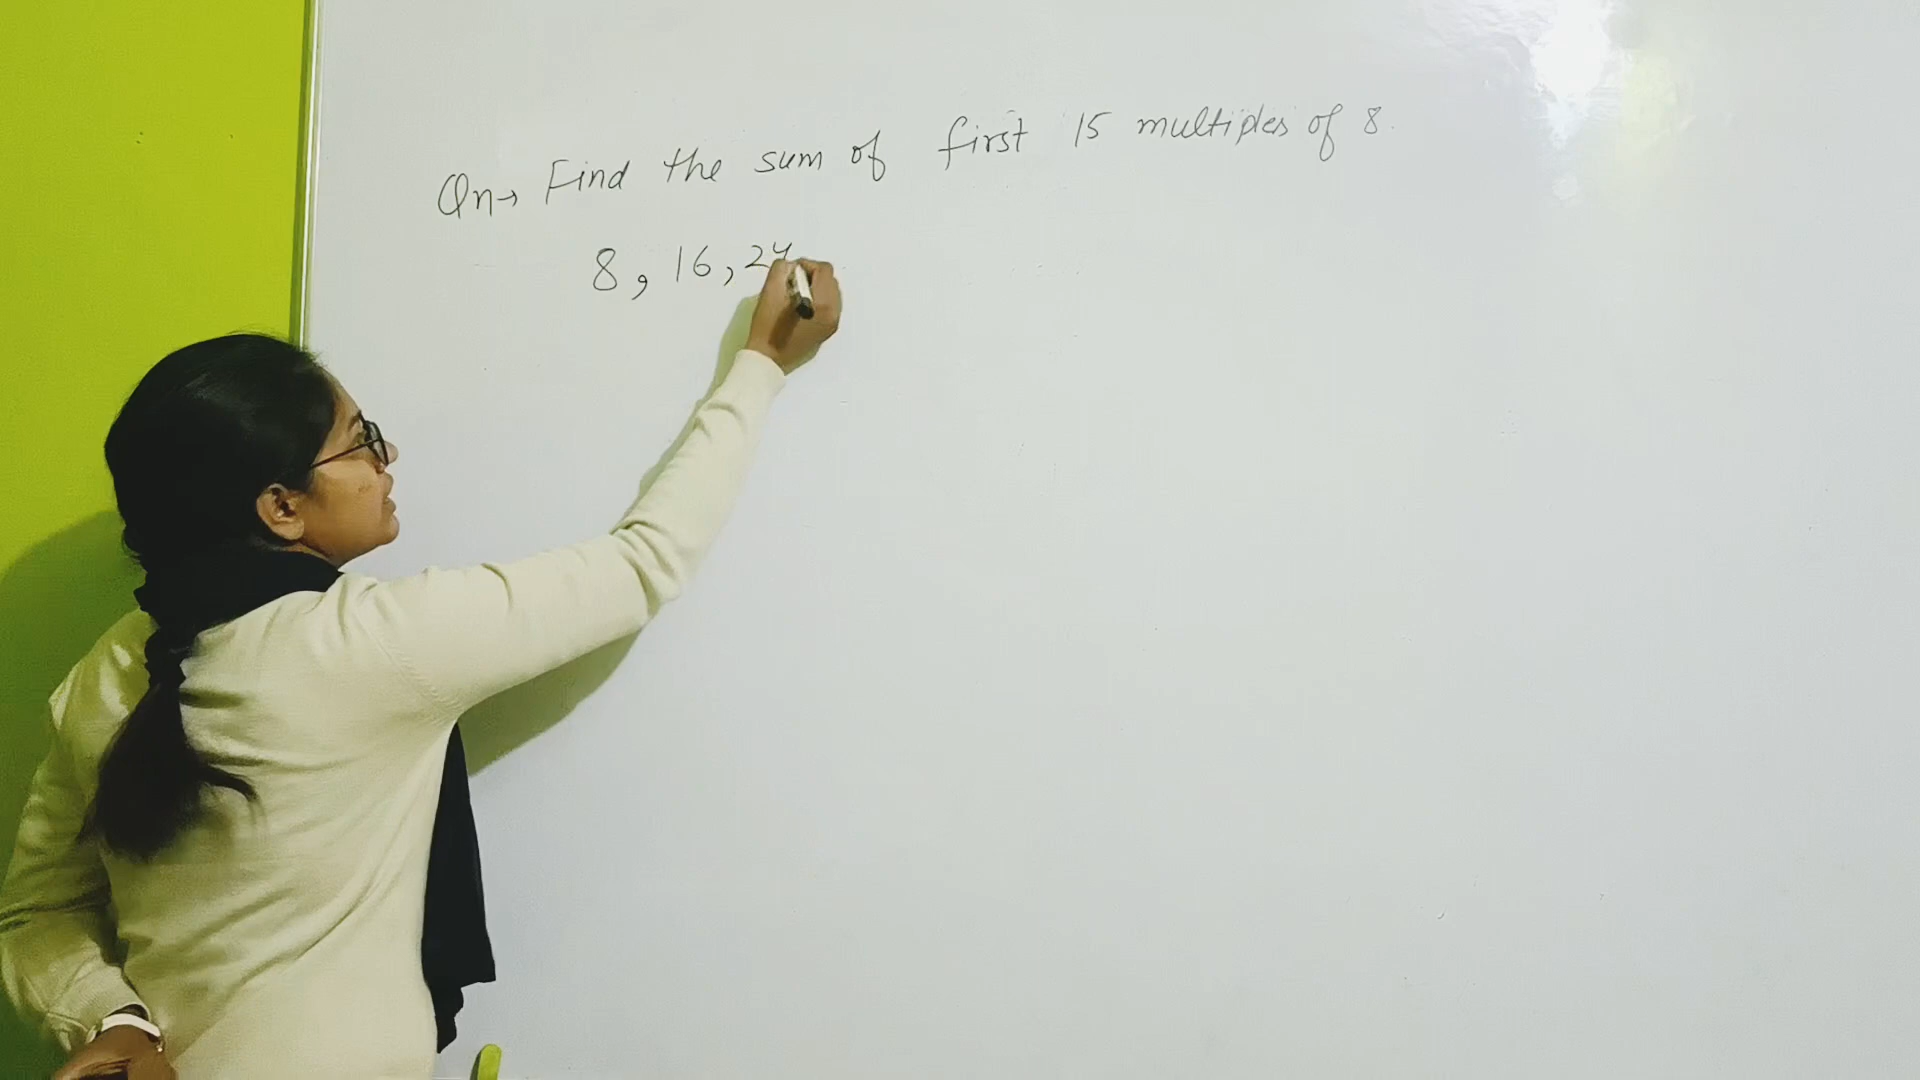 Qn→ Find the sum of first 15 multiples of 8.
8, 16, 24